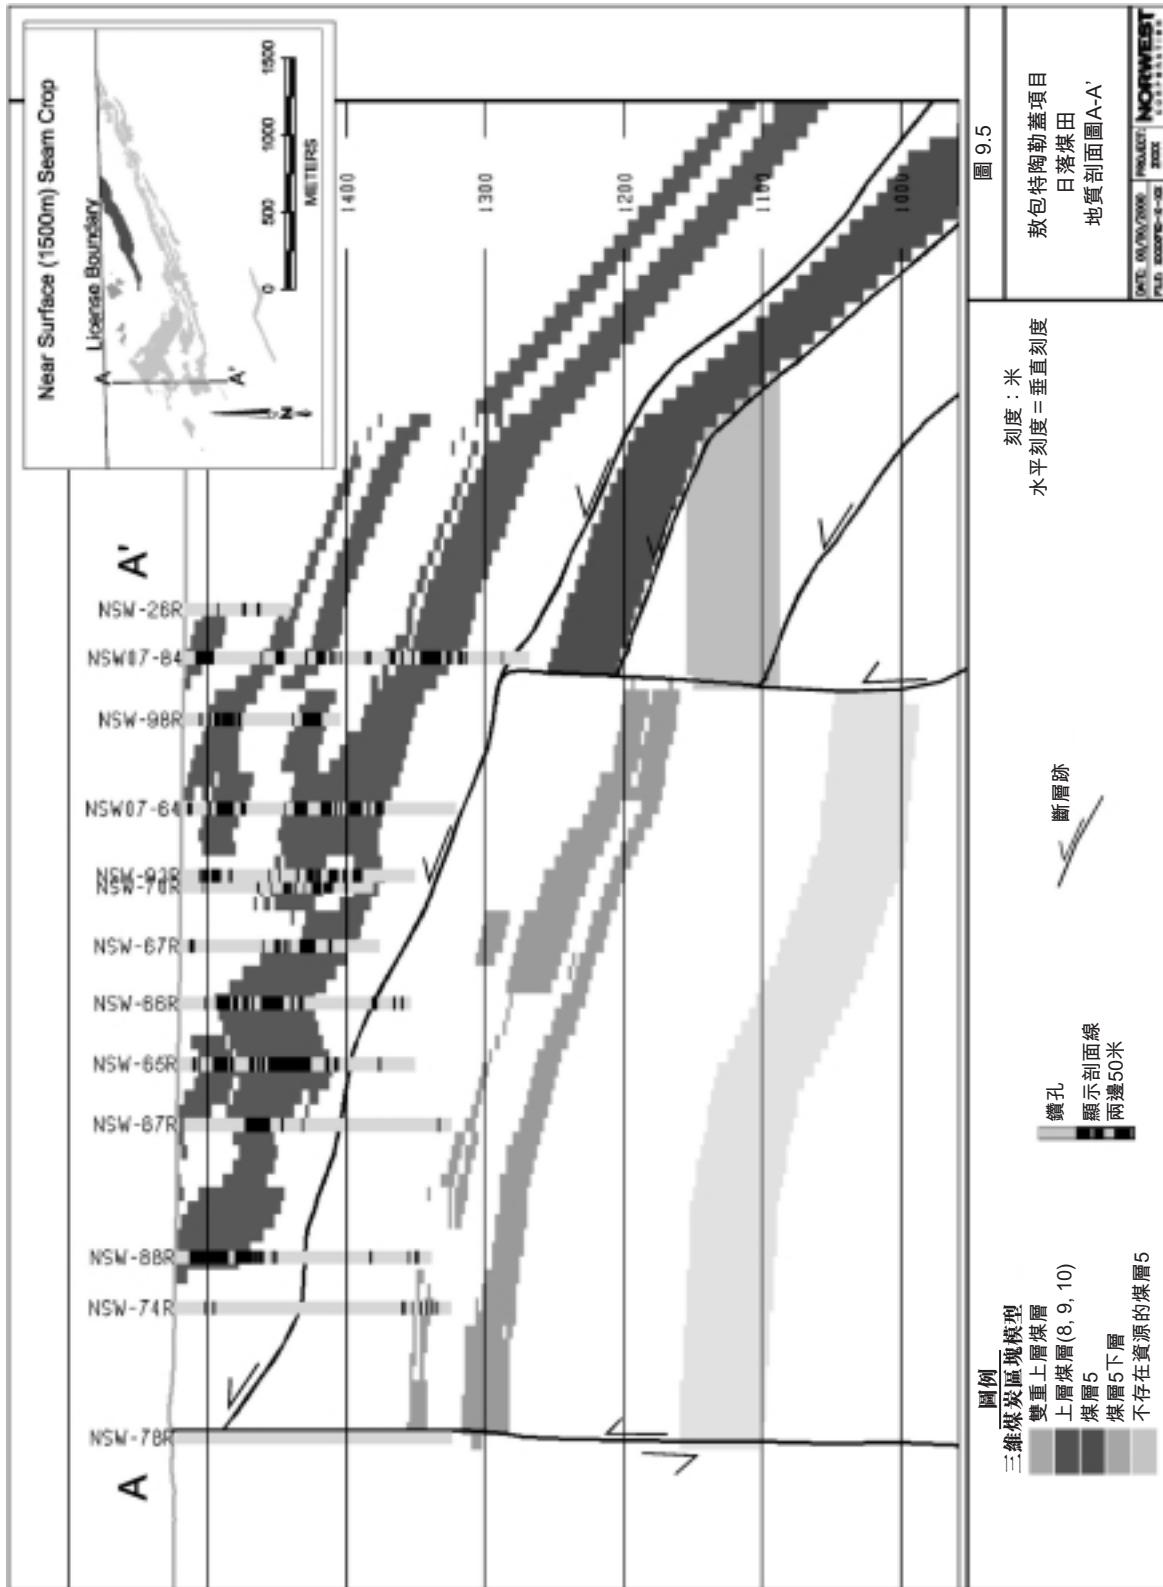 Near Surface (1500m) Seam Crop
License Boundary
A
A'
N
0
500
1000
1500
METERS
A
A'
NSW-78R
NSW-74R
NSW-88R
NSW-87R
NSW-65R
NSW-66R
NSW-67R
NSW-70R
NSW-93R
NSW07-64
NSW-98R
NSW07-84
NSW-26R
1400
1300
1200
1100
1000
圖例
三維煤炭區塊模型
雙重上層煤層
上層煤層(8, 9, 10)
煤層5
煤層5下層
不存在資源的煤層5
鑽孔
顯示剖面線
兩邊50米
斷層跡
刻度：米
水平刻度＝垂直刻度
圖 9.5
敖包特陶勒蓋項目
日落煤田
地質剖面圖A-A'
DATE:
PROJECT:
FILE:
NORWEST
CORPORATION